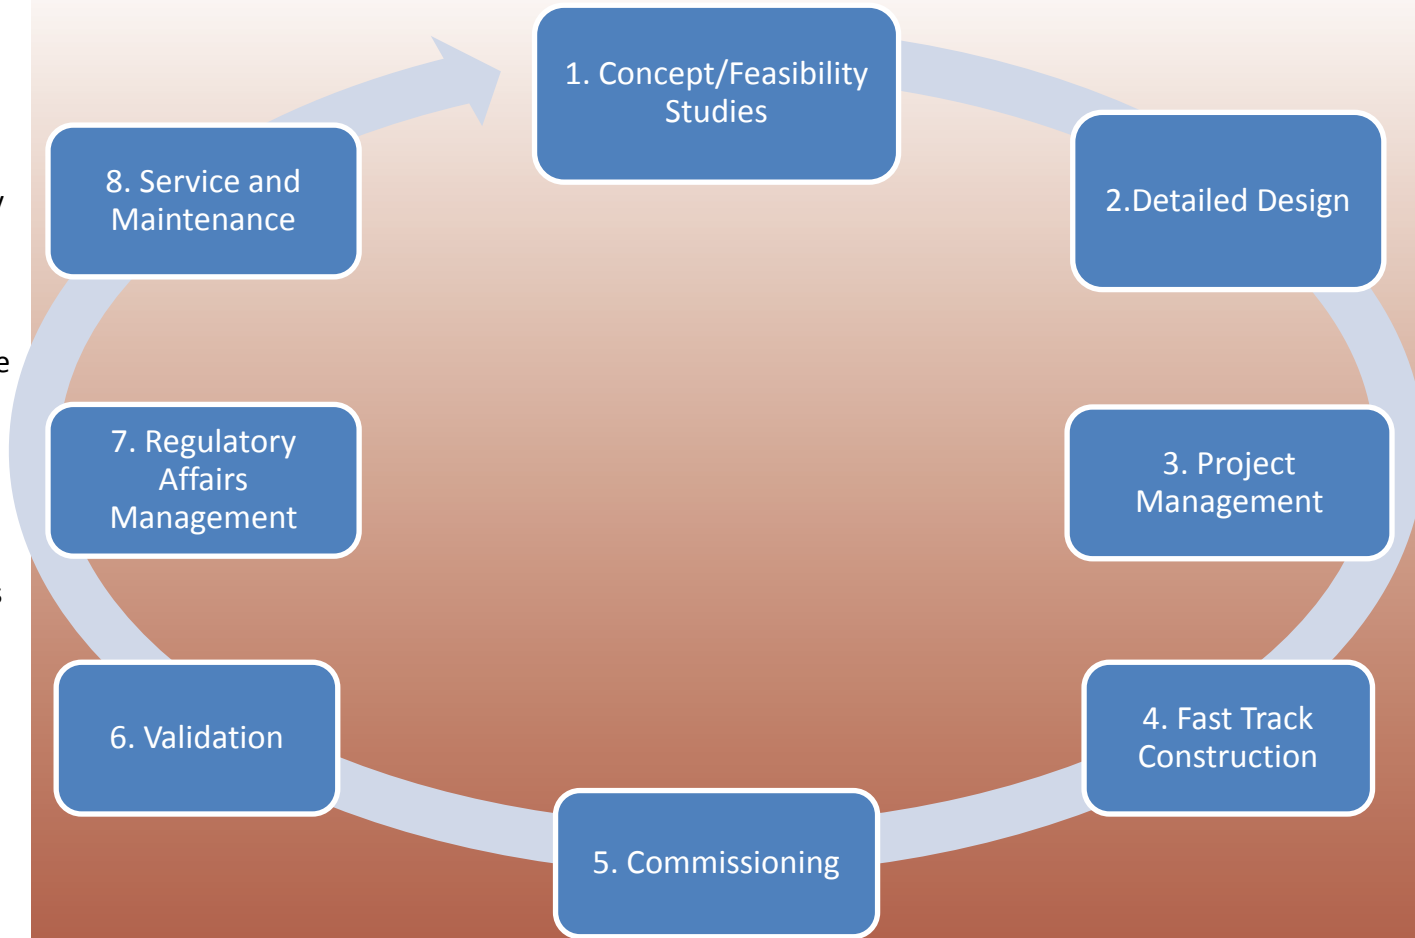 1. Concept/Feasibility
Studies
2.Detailed Design
3. Project
Management
4. Fast Track
Construction
5. Commissioning
6. Validation
7. Regulatory
Affairs
Management
8. Service and
Maintenance